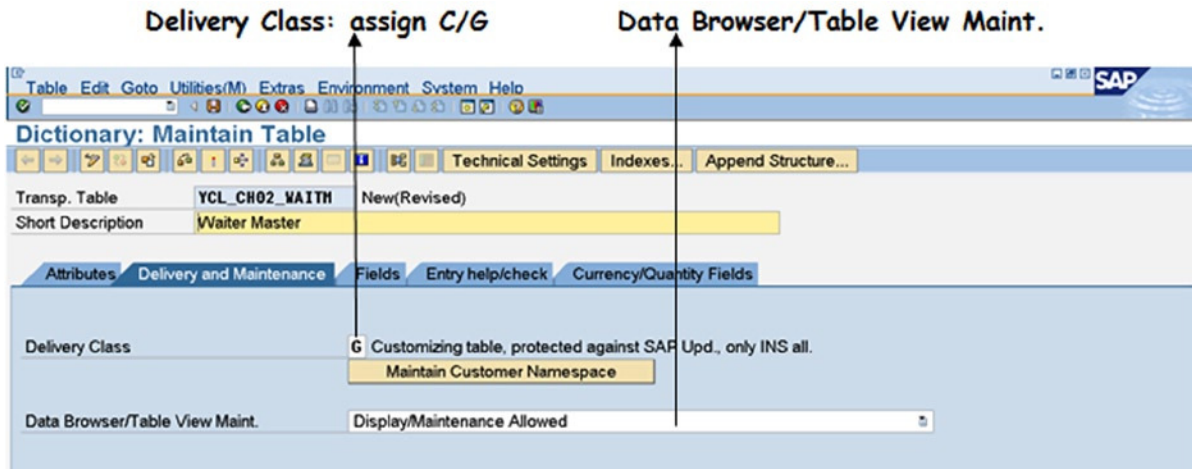 Delivery Class: assign C/G Data Browser/Table View Maint.
Table Edit Goto Utilities(M) Extras Environment System Help
SAP
Dictionary: Maintain Table
Technical Settings Indexes... Append Structure...
Transp. Table YCL_CH02_WAITM New(Revised)
Short Description Waiter Master
Attributes Delivery and Maintenance Fields Entry help/check Currency/Quantity Fields
Delivery Class G Customizing table, protected against SAP Upd., only INS all.
Maintain Customer Namespace
Data Browser/Table View Maint. Display/Maintenance Allowed